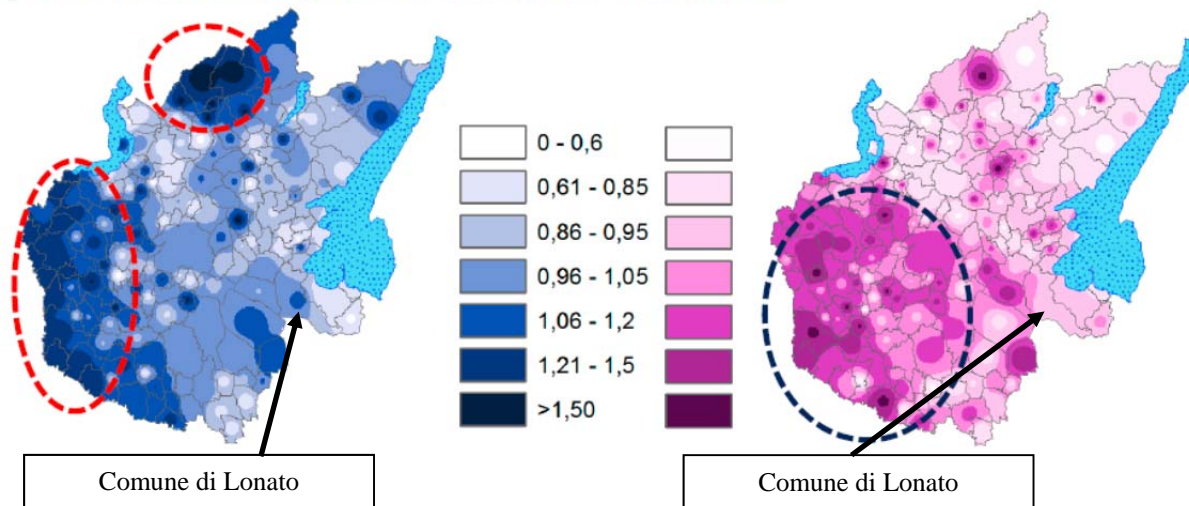 0 - 0,6
0,61 - 0,85
0,86 - 0,95
0,96 - 1,05
1,06 - 1,2
1,21 - 1,5
>1,50
Comune di Lonato
Comune di Lonato